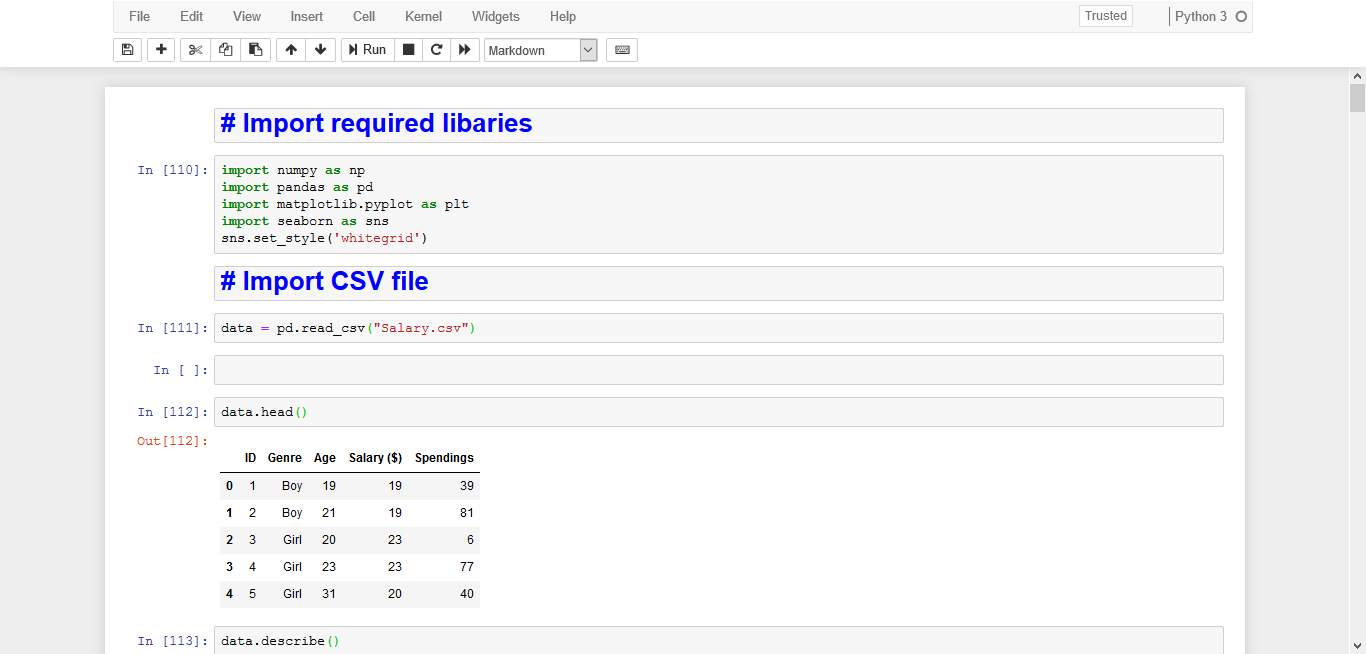 File Edit View Insert Cell Kernel Widgets Help Trusted Python 3
Run Markdown
# Import required libaries
In [110]: import numpy as np
import pandas as pd
import matplotlib.pyplot as plt
import seaborn as sns
sns.set_style('whitegrid')
# Import CSV file
In [111]: data = pd.read_csv("Salary.csv")
In [ ]:
In [112]: data.head()
Out[112]:
ID Genre Age Salary ($) Spendings
0 1 Boy 19 19 39
1 2 Boy 21 19 81
2 3 Girl 20 23 6
3 4 Girl 23 23 77
4 5 Girl 31 20 40
In [113]: data.describe()